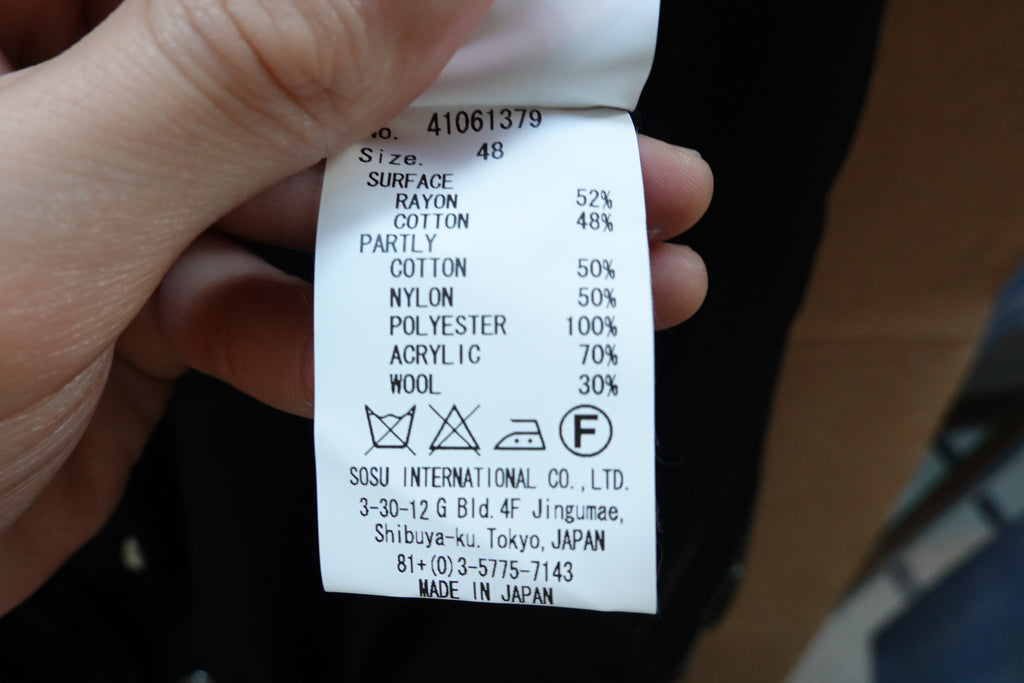 No. 41061379
Size. 48
SURFACE
RAYON 52%
COTTON 48%
PARTLY
COTTON 50%
NYLON 50%
POLYESTER 100%
ACRYLIC 70%
WOOL 30%
F
SOSU INTERNATIONAL CO.,LTD.
3-30-12 G Bld. 4F Jingumae,
Shibuya-ku. Tokyo, JAPAN
81+(0)3-5775-7143
MADE IN JAPAN